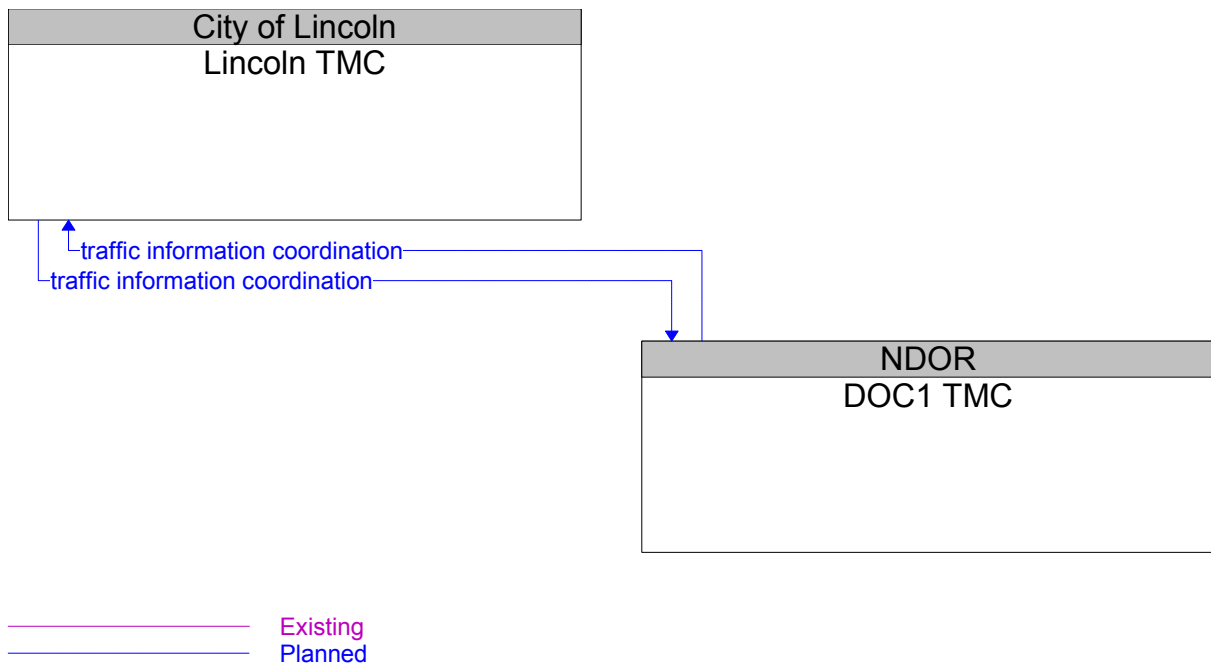 City of Lincoln
Lincoln TMC
traffic information coordination
traffic information coordination
NDOR
DOC1 TMC
Existing
Planned